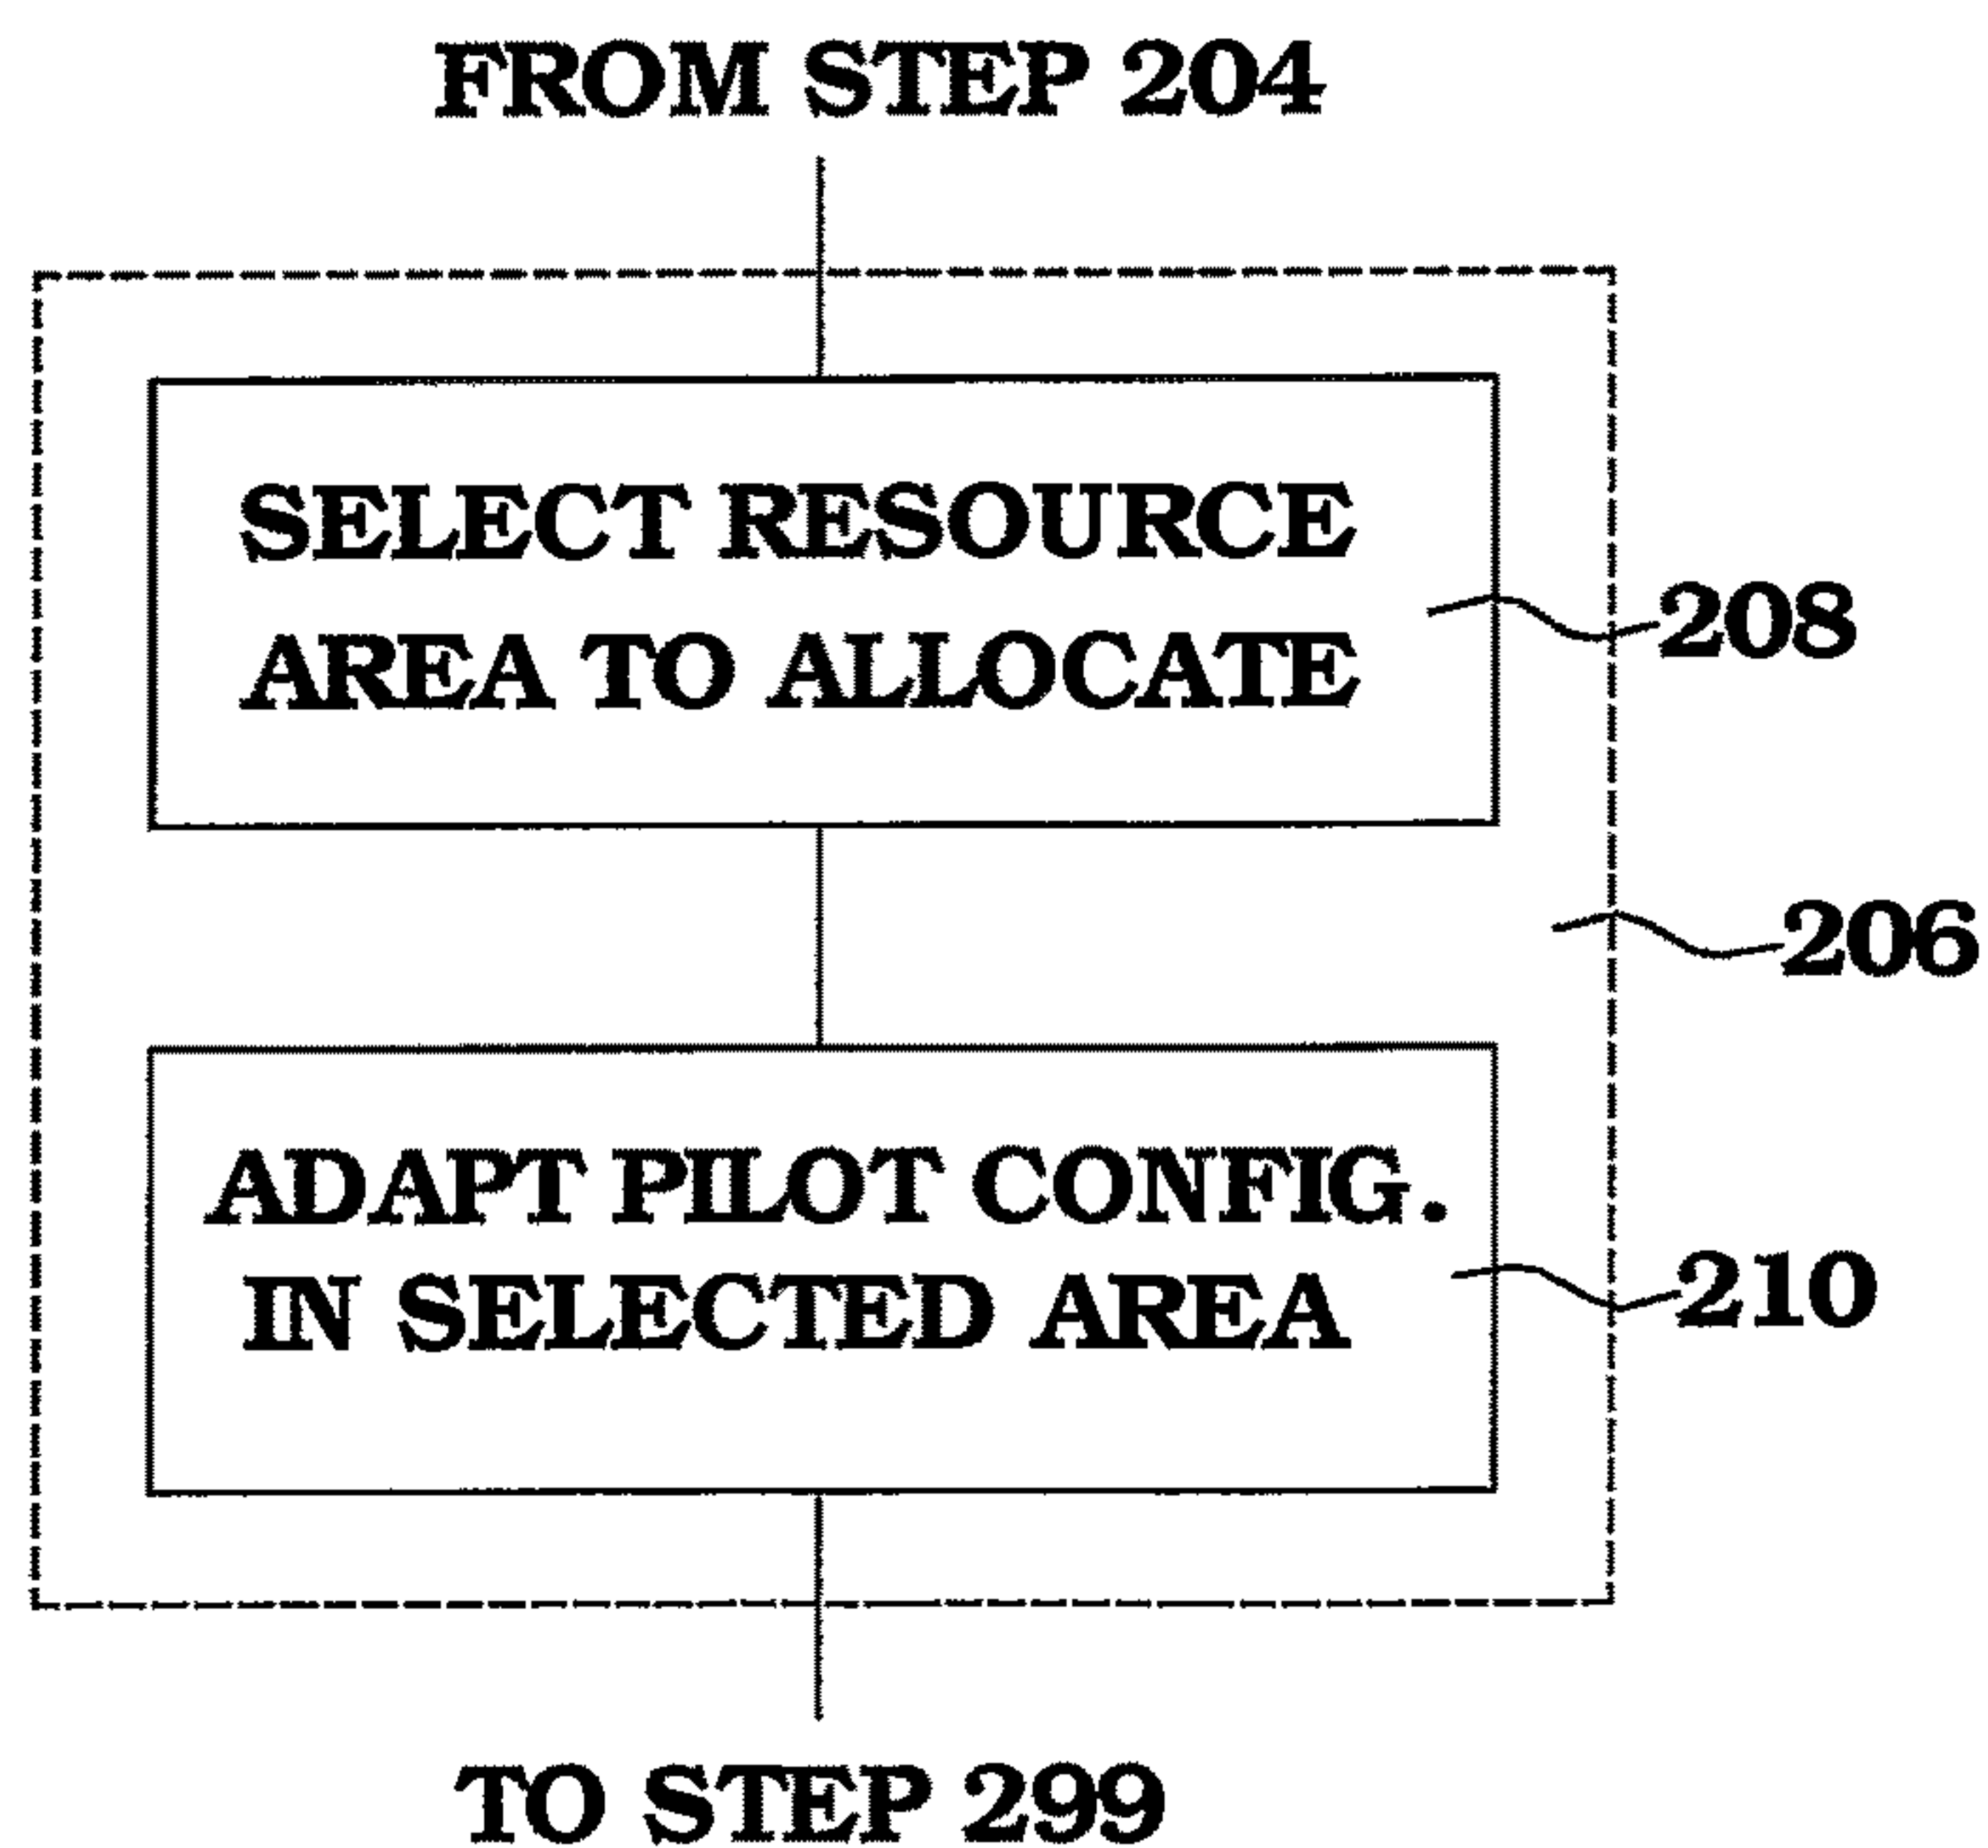 FROM STEP 204
SELECT RESOURCE
AREA TO ALLOCATE
208
206
ADAPT PILOT CONFIG.
IN SELECTED AREA
210
TO STEP 299